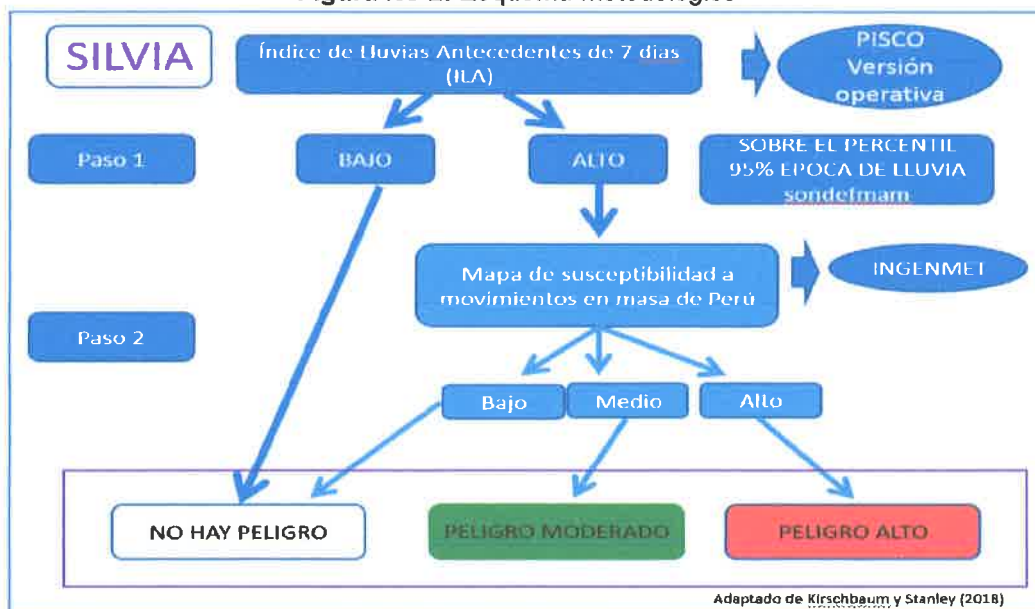 SILVIA
Índice de Lluvias Antecedentes de 7 días
(ILA)
PISCO
Versión
operativa
Paso 1
BAJO
ALTO
SOBRE EL PERCENTIL
95% EPOCA DE LLUVIA
sondefmam
Mapa de susceptibilidad a
movimientos en masa de Perú
INGENMET
Paso 2
Bajo
Medio
Alto
NO HAY PELIGRO
PELIGRO MODERADO
PELIGRO ALTO
Adaptado de Kirschbaum y Stanley (2018)